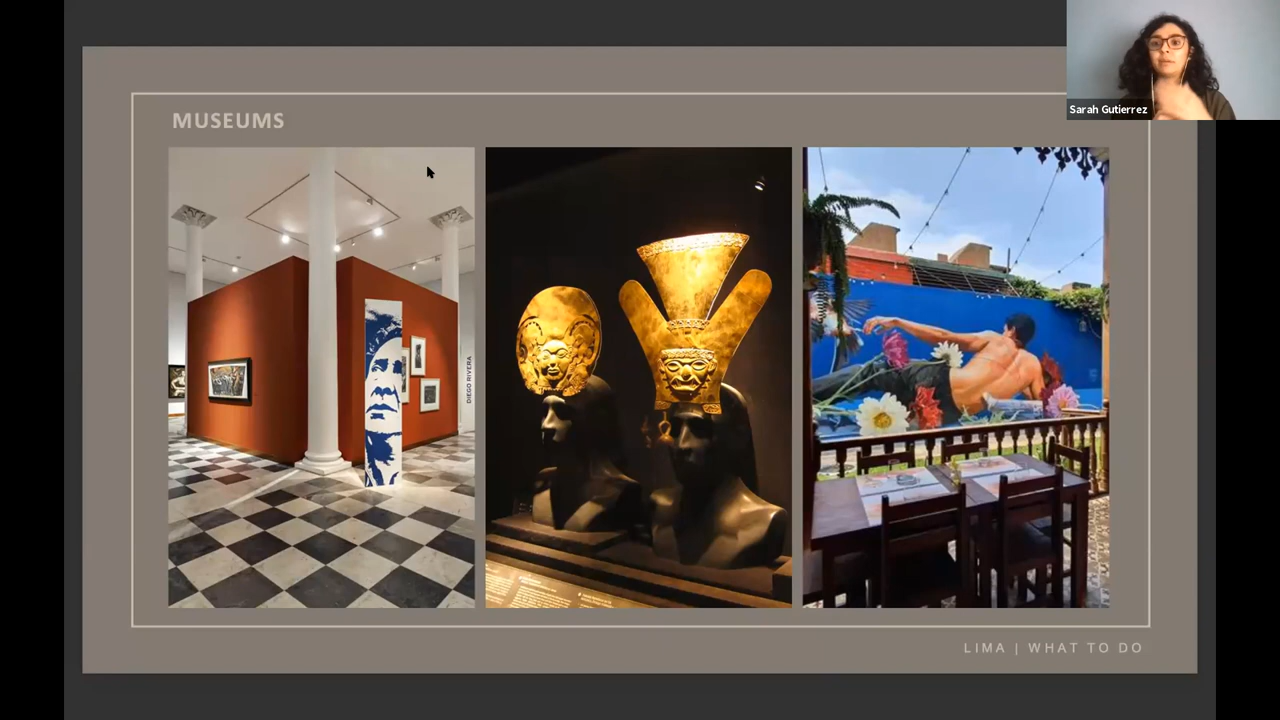 MUSEUMS
Sarah Gutierrez
DIEGO RIVERA
LIMA | WHAT TO DO